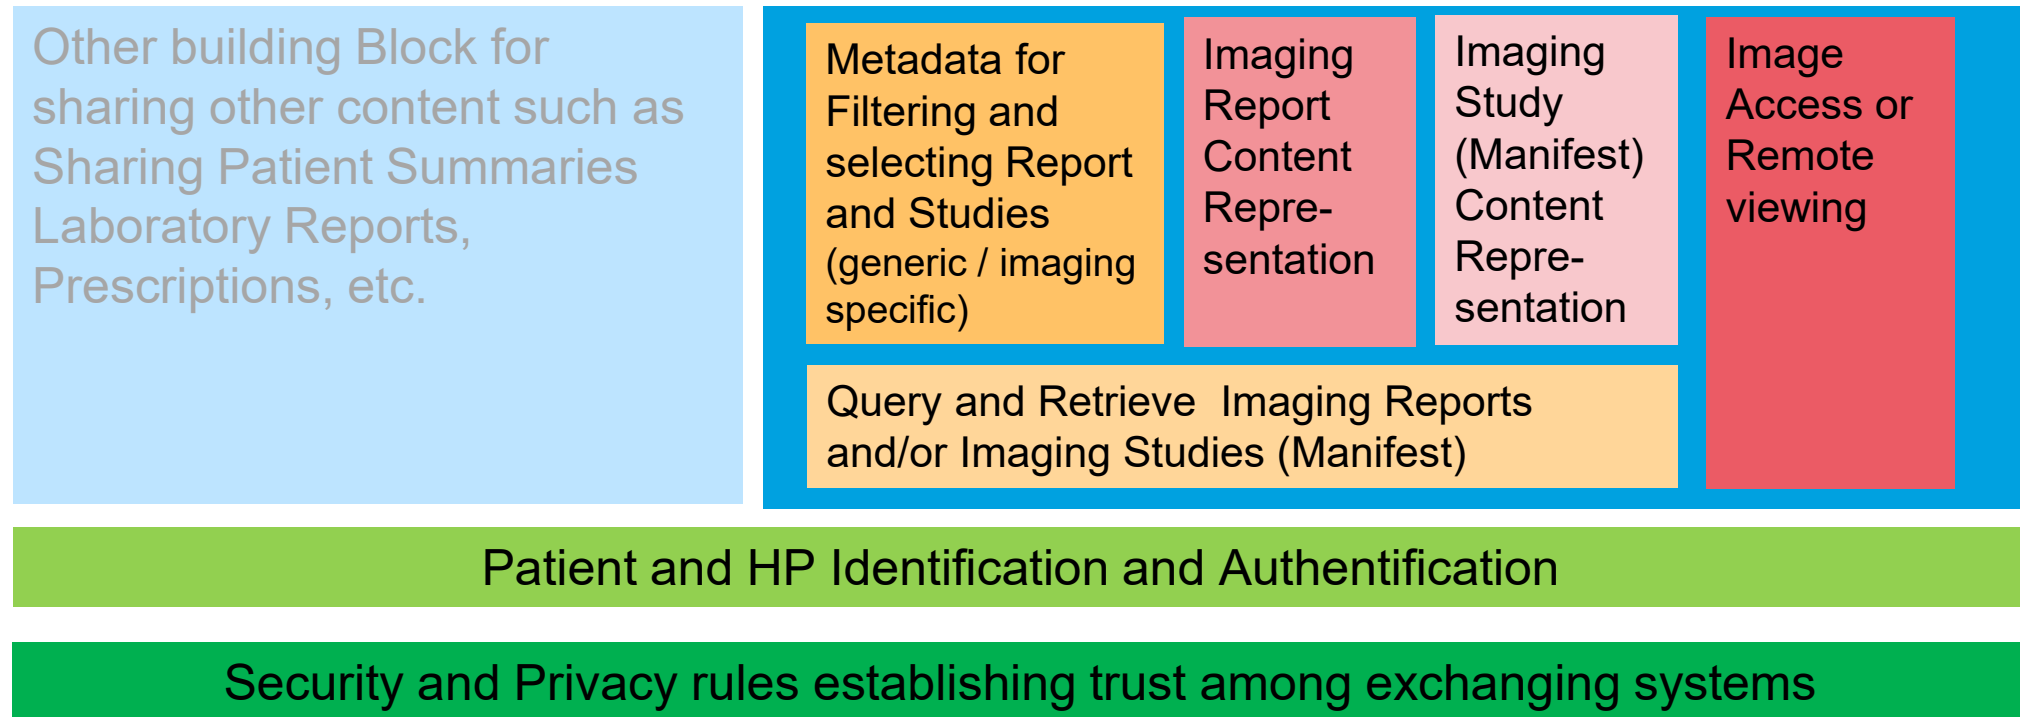 Other building Block for
sharing other content such as
Sharing Patient Summaries
Laboratory Reports,
Prescriptions, etc.
Metadata for
Filtering and
selecting Report
and Studies
(generic / imaging
specific)
Imaging
Report
Content
Repre-
sentation
Imaging
Study
(Manifest)
Content
Repre-
sentation
Image
Access or
Remote
viewing
Query and Retrieve  Imaging Reports
and/or Imaging Studies (Manifest)
Patient and HP Identification and Authentification
Security and Privacy rules establishing trust among exchanging systems